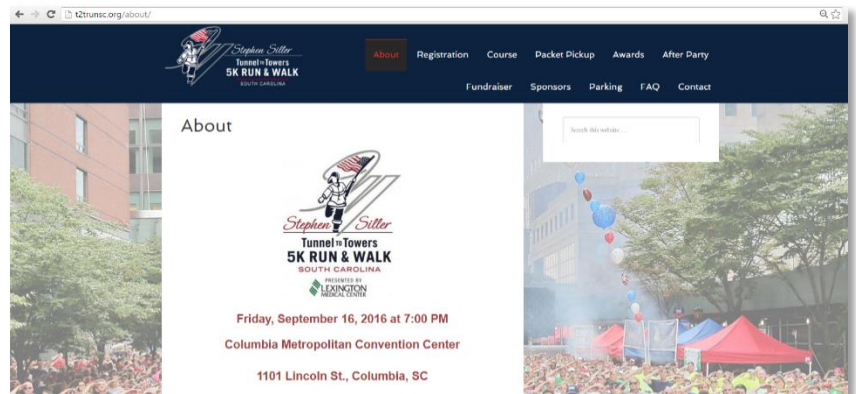 t2trunsc.org/about/
Stephen Siller
Tunnel to Towers
5K RUN & WALK
SOUTH CAROLINA
About Registration Course Packet Pickup Awards After Party
Fundraiser Sponsors Parking FAQ Contact
About
Search this website …
Stephen Siller
Tunnel to Towers
5K RUN & WALK
SOUTH CAROLINA
PRESENTED BY
LEXINGTON
MEDICAL CENTER
Friday, September 16, 2016 at 7:00 PM
Columbia Metropolitan Convention Center
1101 Lincoln St., Columbia, SC